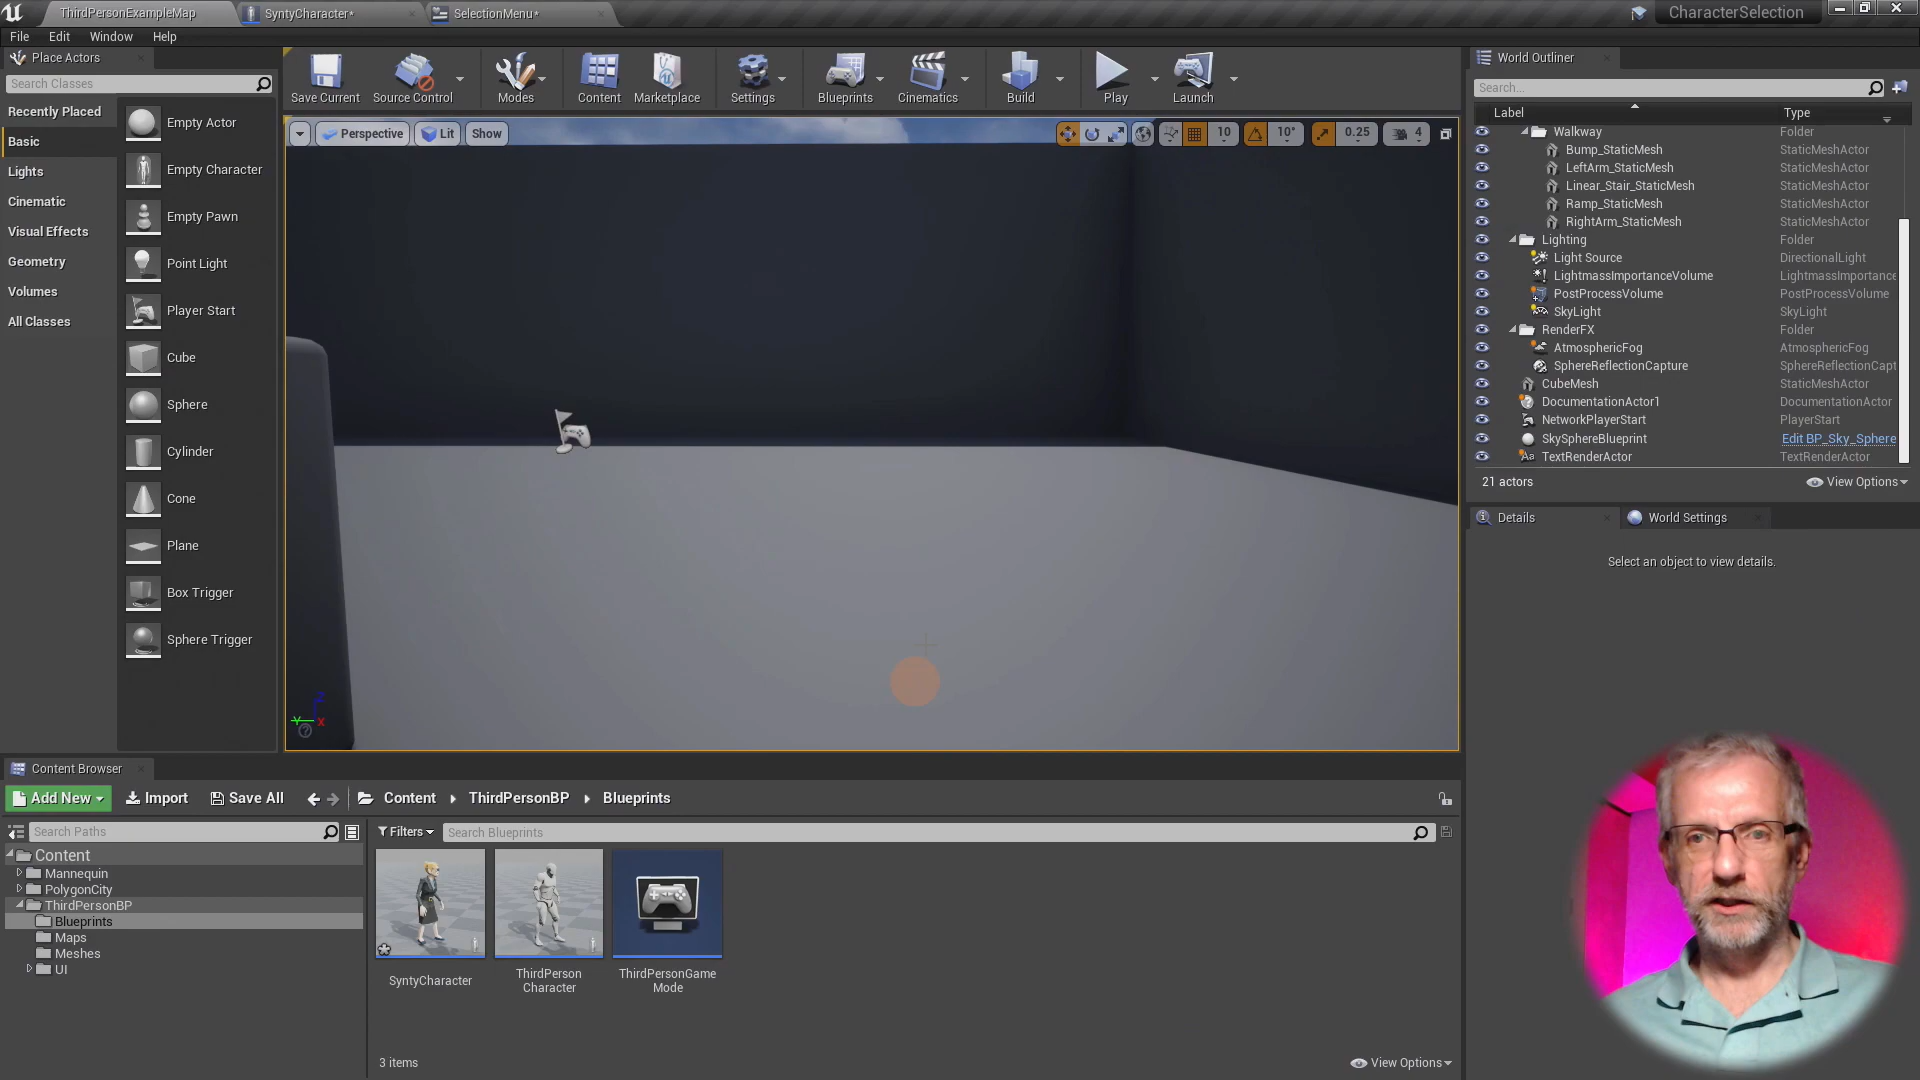 ThirdPersonExampleMap
SyntyCharacter*
SelectionMenu*
CharacterSelection
File Edit Window Help
Place Actors
Search Classes
Recently Placed
Basic
Lights
Cinematic
Visual Effects
Geometry
Volumes
All Classes
Empty Actor
Empty Character
Empty Pawn
Point Light
Player Start
Cube
Sphere
Cylinder
Cone
Plane
Box Trigger
Sphere Trigger
Save Current
Source Control
Modes
Content
Marketplace
Settings
Blueprints
Cinematics
Build
Play
Launch
Perspective
Lit
Show
10
10°
0.25
4
World Outliner
Search...
Label Type
Walkway Folder
Bump_StaticMesh StaticMeshActor
LeftArm_StaticMesh StaticMeshActor
Linear_Stair_StaticMesh StaticMeshActor
Ramp_StaticMesh StaticMeshActor
RightArm_StaticMesh StaticMeshActor
Lighting Folder
Light Source DirectionalLight
LightmassImportanceVolume LightmassImportance
PostProcessVolume PostProcessVolume
SkyLight SkyLight
RenderFX Folder
AtmosphericFog AtmosphericFog
SphereReflectionCapture SphereReflectionCapt
CubeMesh StaticMeshActor
DocumentationActor1 DocumentationActor
NetworkPlayerStart PlayerStart
SkySphereBlueprint Edit BP_Sky_Sphere
TextRenderActor TextRenderActor
21 actors
View Options
Details
World Settings
Select an object to view details.
Content Browser
Add New
Import
Save All
Content
ThirdPersonBP
Blueprints
Search Paths
Filters
Search Blueprints
Content
Mannequin
PolygonCity
ThirdPersonBP
Blueprints
Maps
Meshes
UI
SyntyCharacter
ThirdPerson
Character
ThirdPersonGame
Mode
3 items
View Options